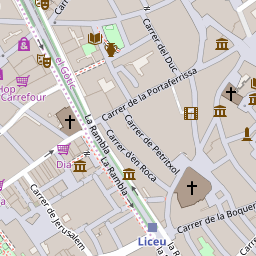 Carrer del Duc
el Gòtic
Hop
Carrefour
Carrer de la Portaferrissa
La Rambla
Carrer de Petritxol
Carrer d'en Roca
Dia
La Rambla
Carrer de Jerusalem
Carrer de la Boquer
Liceu
La R